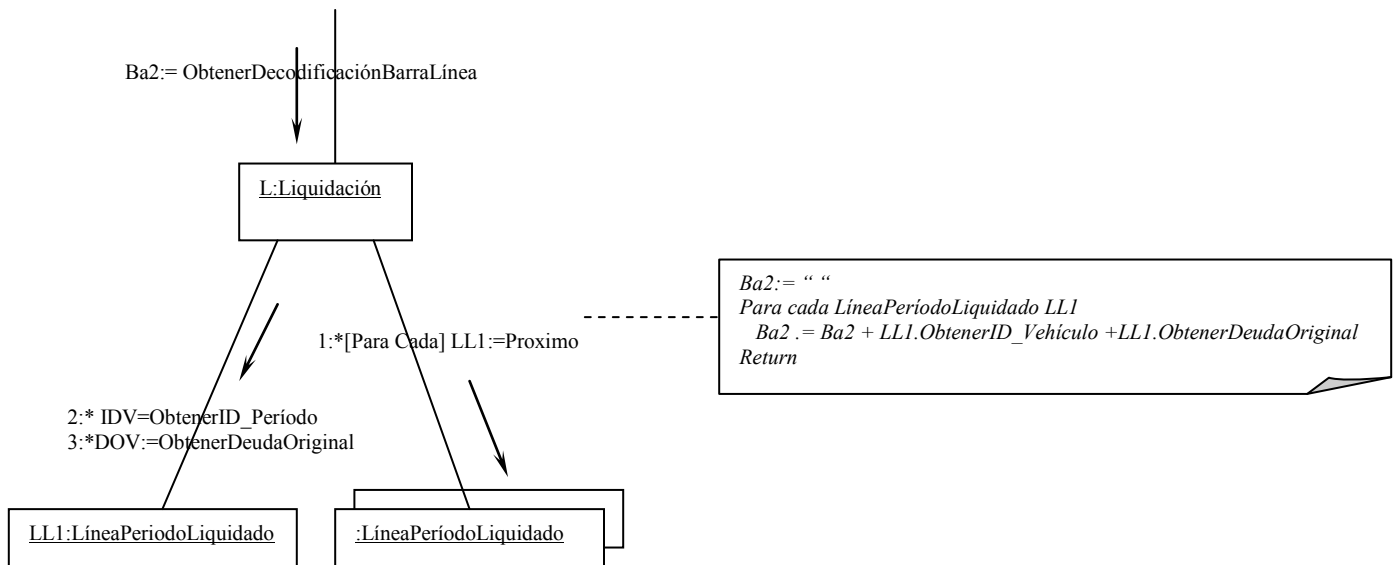 Ba2:= ObtenerDecodificaciónBarraLínea
L:Liquidación
Ba2:= “ “
Para cada LíneaPeríodoLiquidado LL1
Ba2 .= Ba2 + LL1.ObtenerID_Vehículo +LL1.ObtenerDeudaOriginal
Return
1:*[Para Cada] LL1:=Proximo
2:* IDV=ObtenerID_Período
3:*DOV:=ObtenerDeudaOriginal
LL1:LíneaPeriodoLiquidado
:LíneaPeríodoLiquidado